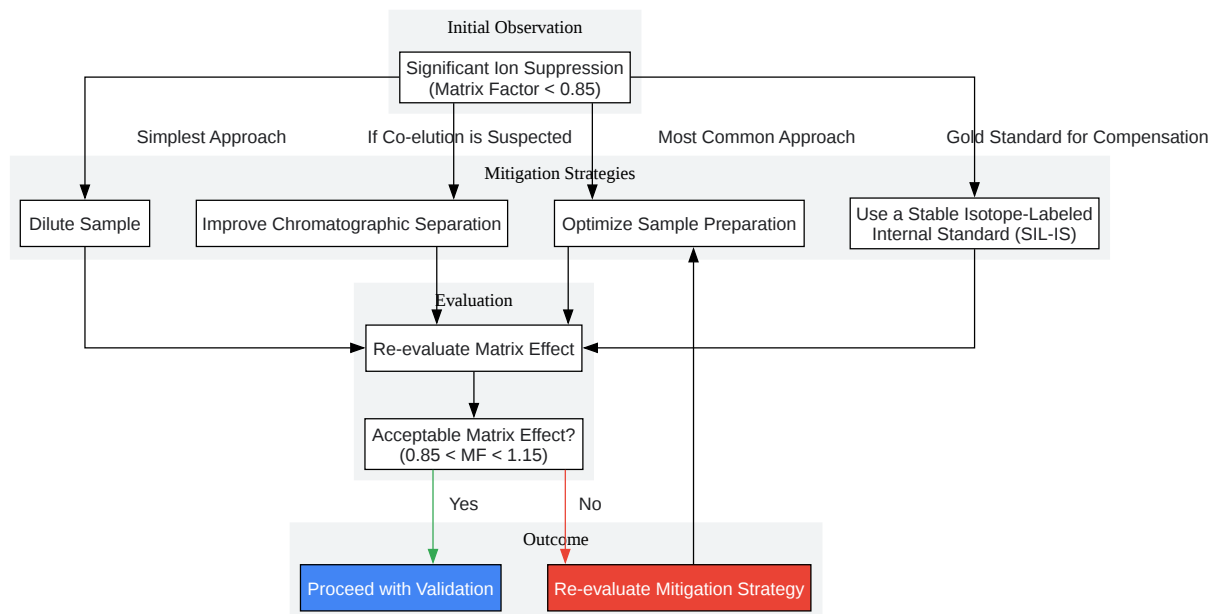 Initial Observation
Significant Ion Suppression
(Matrix Factor < 0.85)
Simplest Approach
If Co-elution is Suspected
Most Common Approach
Gold Standard for Compensation
Mitigation Strategies
Dilute Sample
Improve Chromatographic Separation
Optimize Sample Preparation
Use a Stable Isotope-Labeled
Internal Standard (SIL-IS)
Evaluation
Re-evaluate Matrix Effect
Acceptable Matrix Effect?
(0.85 < MF < 1.15)
Yes
No
Outcome
Proceed with Validation
Re-evaluate Mitigation Strategy